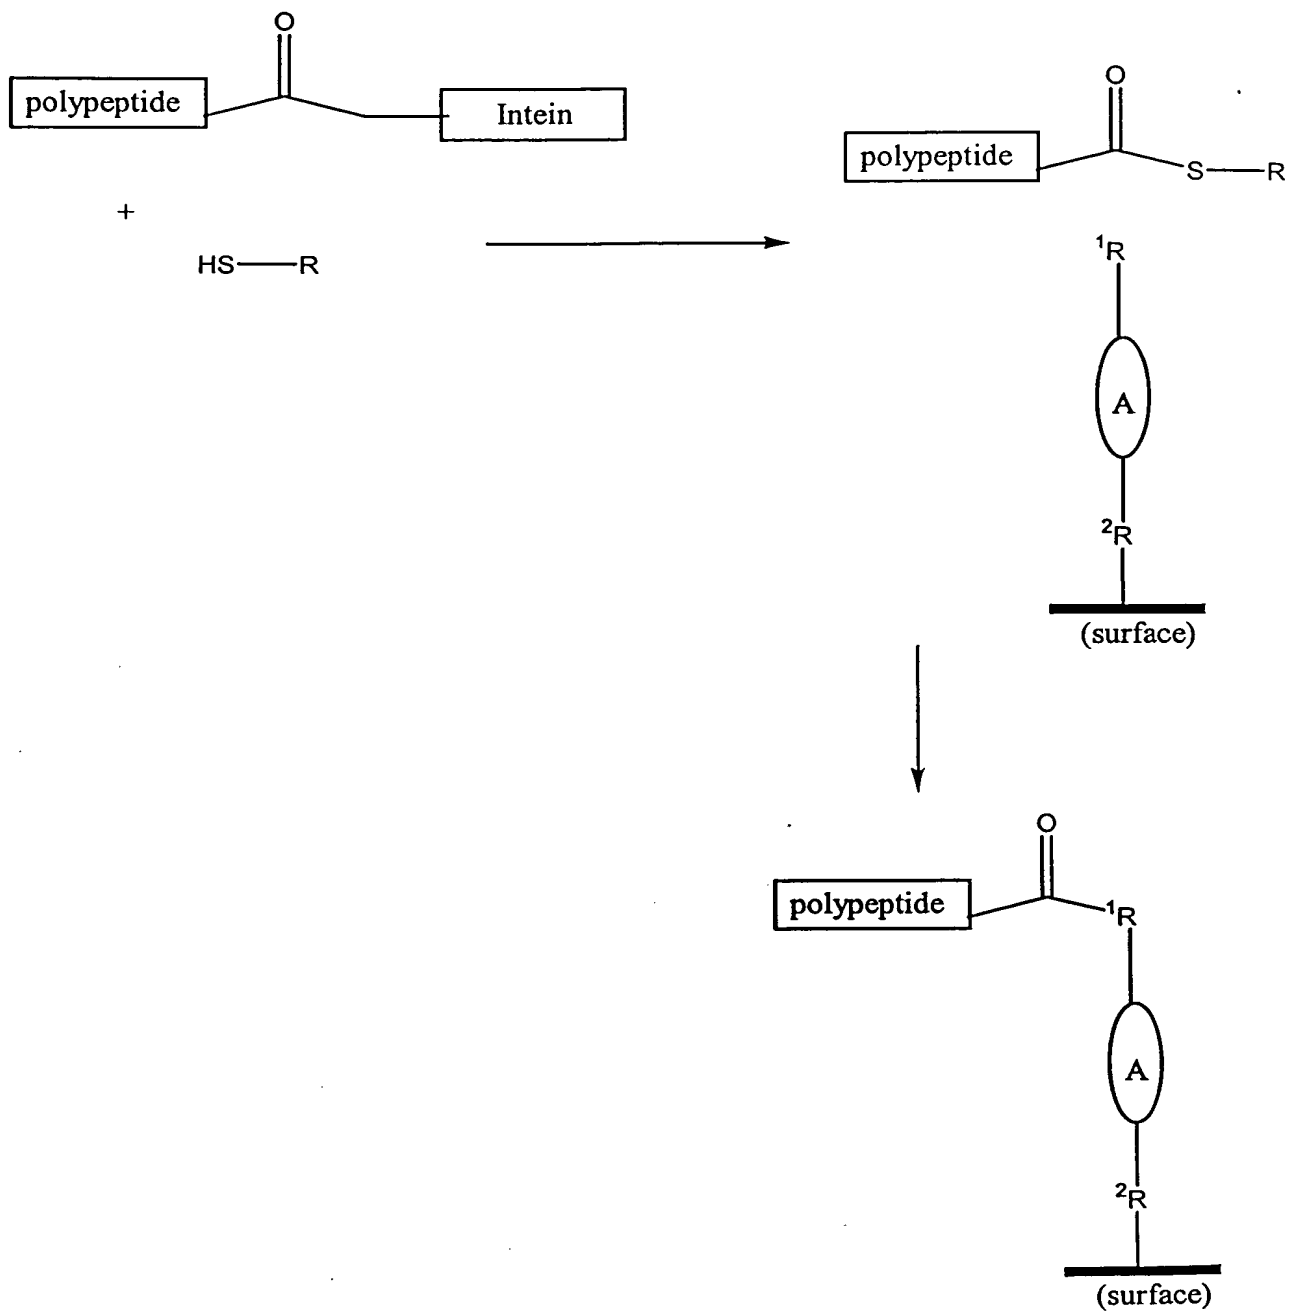 O
polypeptide Intein
+
HS R
O
polypeptide
S R
¹R
A
²R
(surface)
O
polypeptide
¹R
A
²R
(surface)